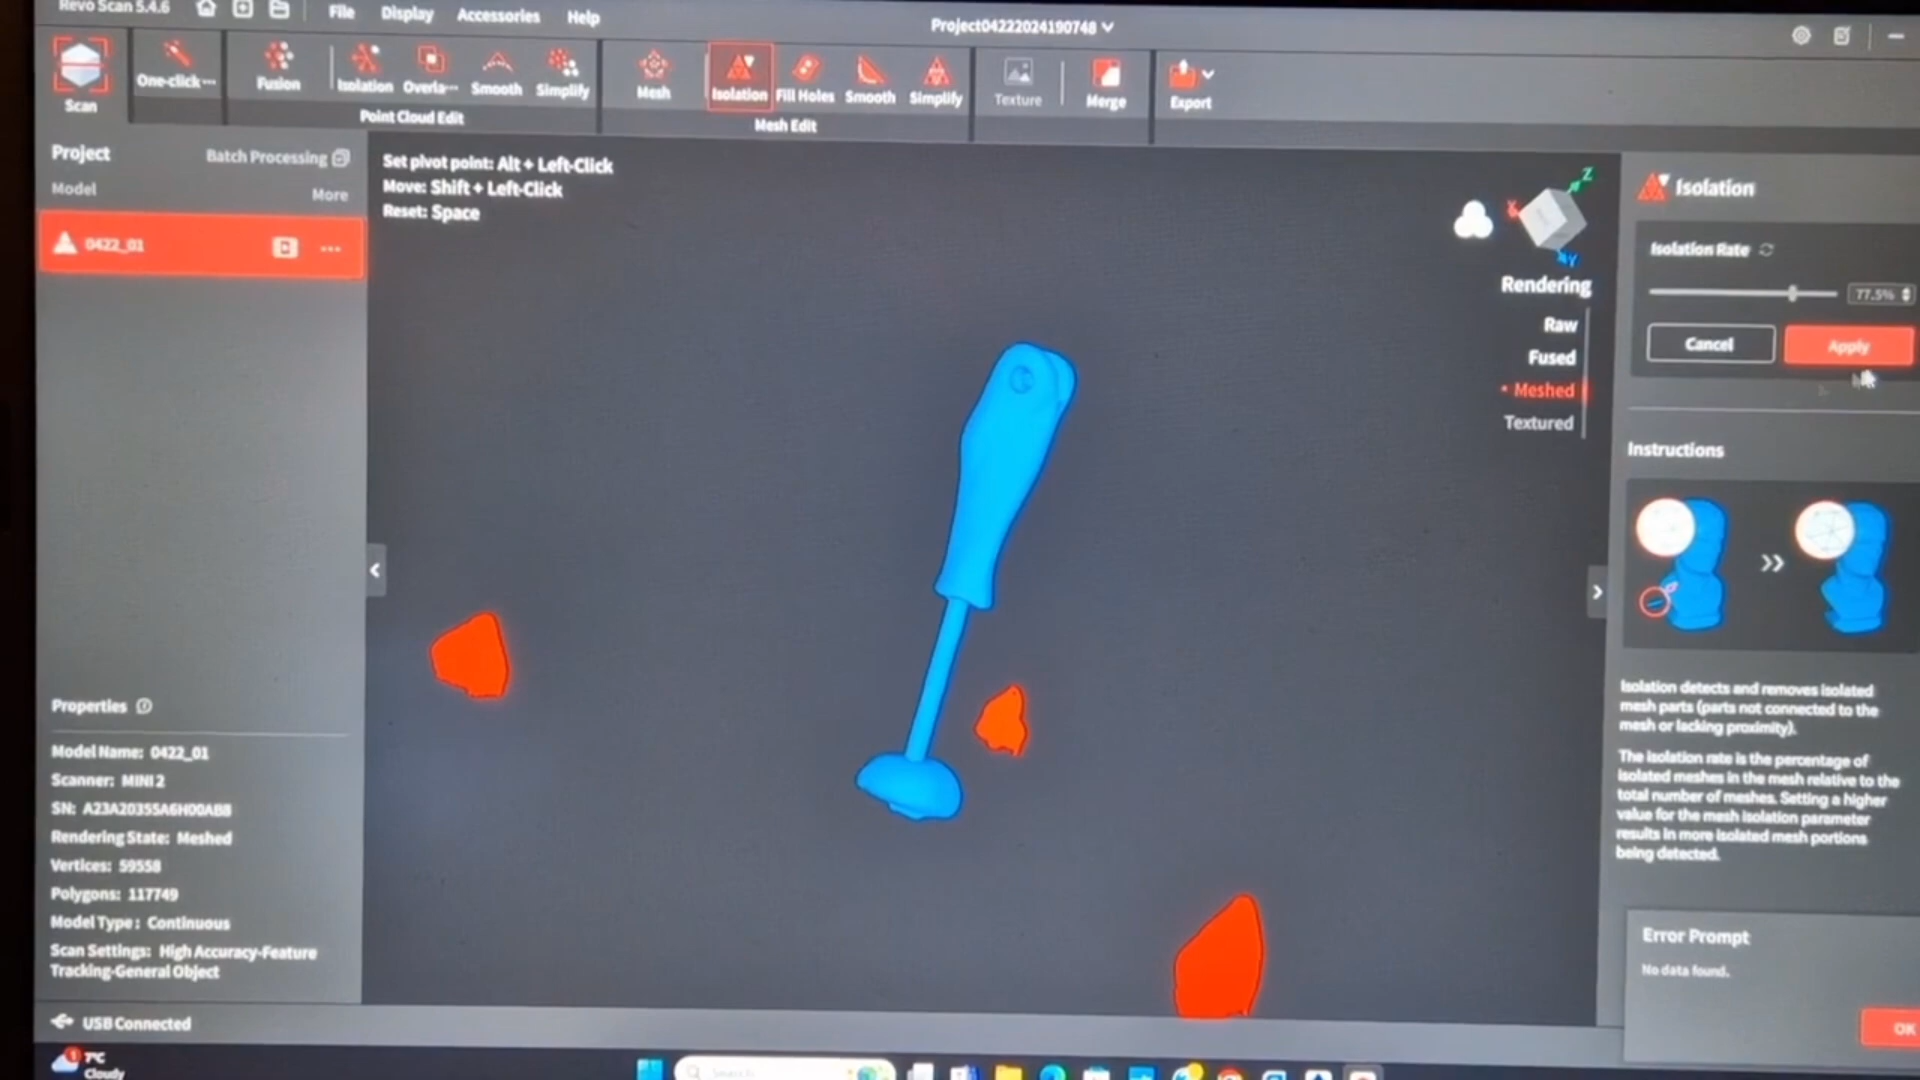 Revo Scan 5.4.6
File Display Accessories Help
Project04222024190748
Scan
One-click···
Fusion
Isolation
Overla···
Smooth
Simplify
Point Cloud Edit
Mesh
Isolation
Fill Holes
Smooth
Simplify
Mesh Edit
Texture
Merge
Export
Project
Batch Processing
Model
More
0422_01
Set pivot point: Alt + Left-Click
Move: Shift + Left-Click
Reset: Space
Z
X
Y
Rendering
Raw
Fused
• Meshed
Textured
Isolation
Isolation Rate
77.5%
Cancel
Apply
Instructions
Isolation detects and removes isolated
mesh parts (parts not connected to the
mesh or lacking proximity).
The isolation rate is the percentage of
isolated meshes in the mesh relative to the
total number of meshes. Setting a higher
value for the mesh isolation parameter
results in more isolated mesh portions
being detected.
Error Prompt
No data found.
OK
Properties
Model Name: 0422_01
Scanner: MINI 2
SN: A23A20355A6H00AB8
Rendering State: Meshed
Vertices: 59558
Polygons: 117749
Model Type: Continuous
Scan Settings: High Accuracy-Feature
Tracking-General Object
USB Connected
1
7°C
Cloudy
Search